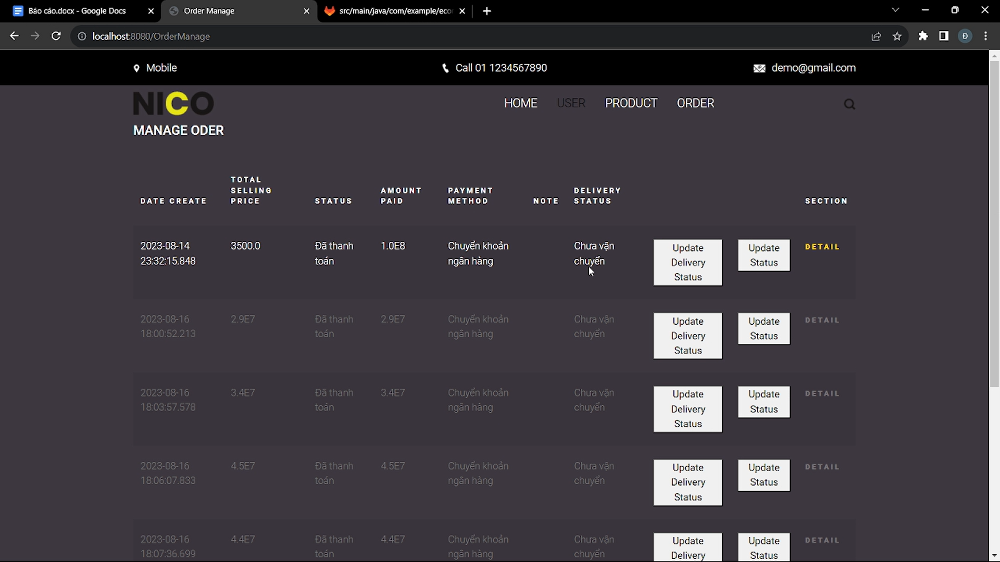 Báo cáo.docx - Google Docs
Order Manage
src/main/java/com/example/eco
localhost:8080/OrderManage
Đ
Mobile
Call 01 1234567890
demo@gmail.com
NICO
HOME
USER
PRODUCT
ORDER
MANAGE ODER
DATE CREATE
TOTAL
SELLING
PRICE
STATUS
AMOUNT
PAID
PAYMENT
METHOD
NOTE
DELIVERY
STATUS
SECTION
2023-08-14
23:32:15.848
3500.0
Đã thanh
toán
1.0E8
Chuyển khoản
ngân hàng
Chưa vận
chuyển
Update
Delivery
Status
Update
Status
DETAIL
2023-08-16
18:00:52.213
2.9E7
Đã thanh
toán
2.9E7
Chuyển khoản
ngân hàng
Chưa vận
chuyển
Update
Delivery
Status
Update
Status
DETAIL
2023-08-16
18:03:57.578
3.4E7
Đã thanh
toán
3.4E7
Chuyển khoản
ngân hàng
Chưa vận
chuyển
Update
Delivery
Status
Update
Status
DETAIL
2023-08-16
18:06:07.833
4.5E7
Đã thanh
toán
4.5E7
Chuyển khoản
ngân hàng
Chưa vận
chuyển
Update
Delivery
Status
Update
Status
DETAIL
2023-08-16
18:07:36.699
4.4E7
Đã thanh
toán
4.4E7
Chuyển khoản
ngân hàng
Chưa vận
chuyển
Update
Delivery
Update
Status
DETAIL